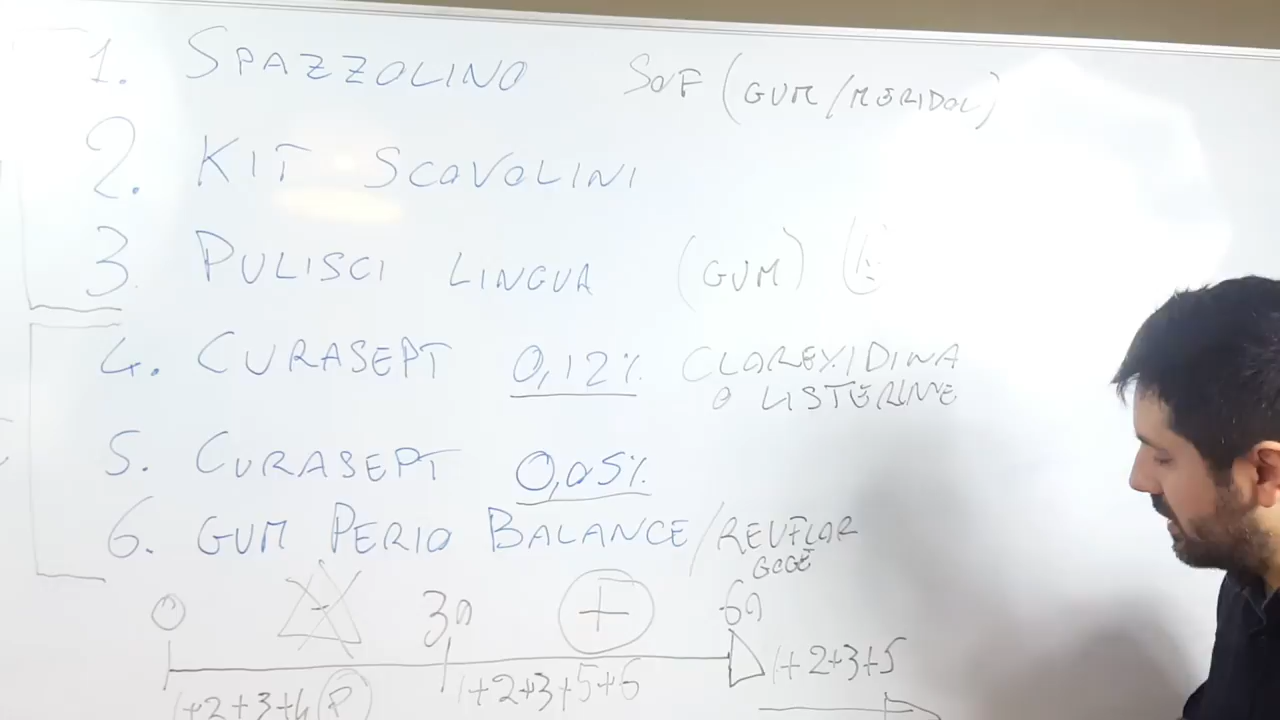 1. SPAZZOLINO SOF (GUM/MERIDOL)
2. KIT SCOVOLINI
3. PULISCI LINGUA (GUM)
4. CURASEPT 0,12% CLOREXIDINA
O LISTERINE
5. CURASEPT 0,05%
6. GUM PERIO BALANCE/REUFLOR
GOCCE
0 - 3 + 6
1+2+3+4 P 1+2+3+5+6 1+2+3+5